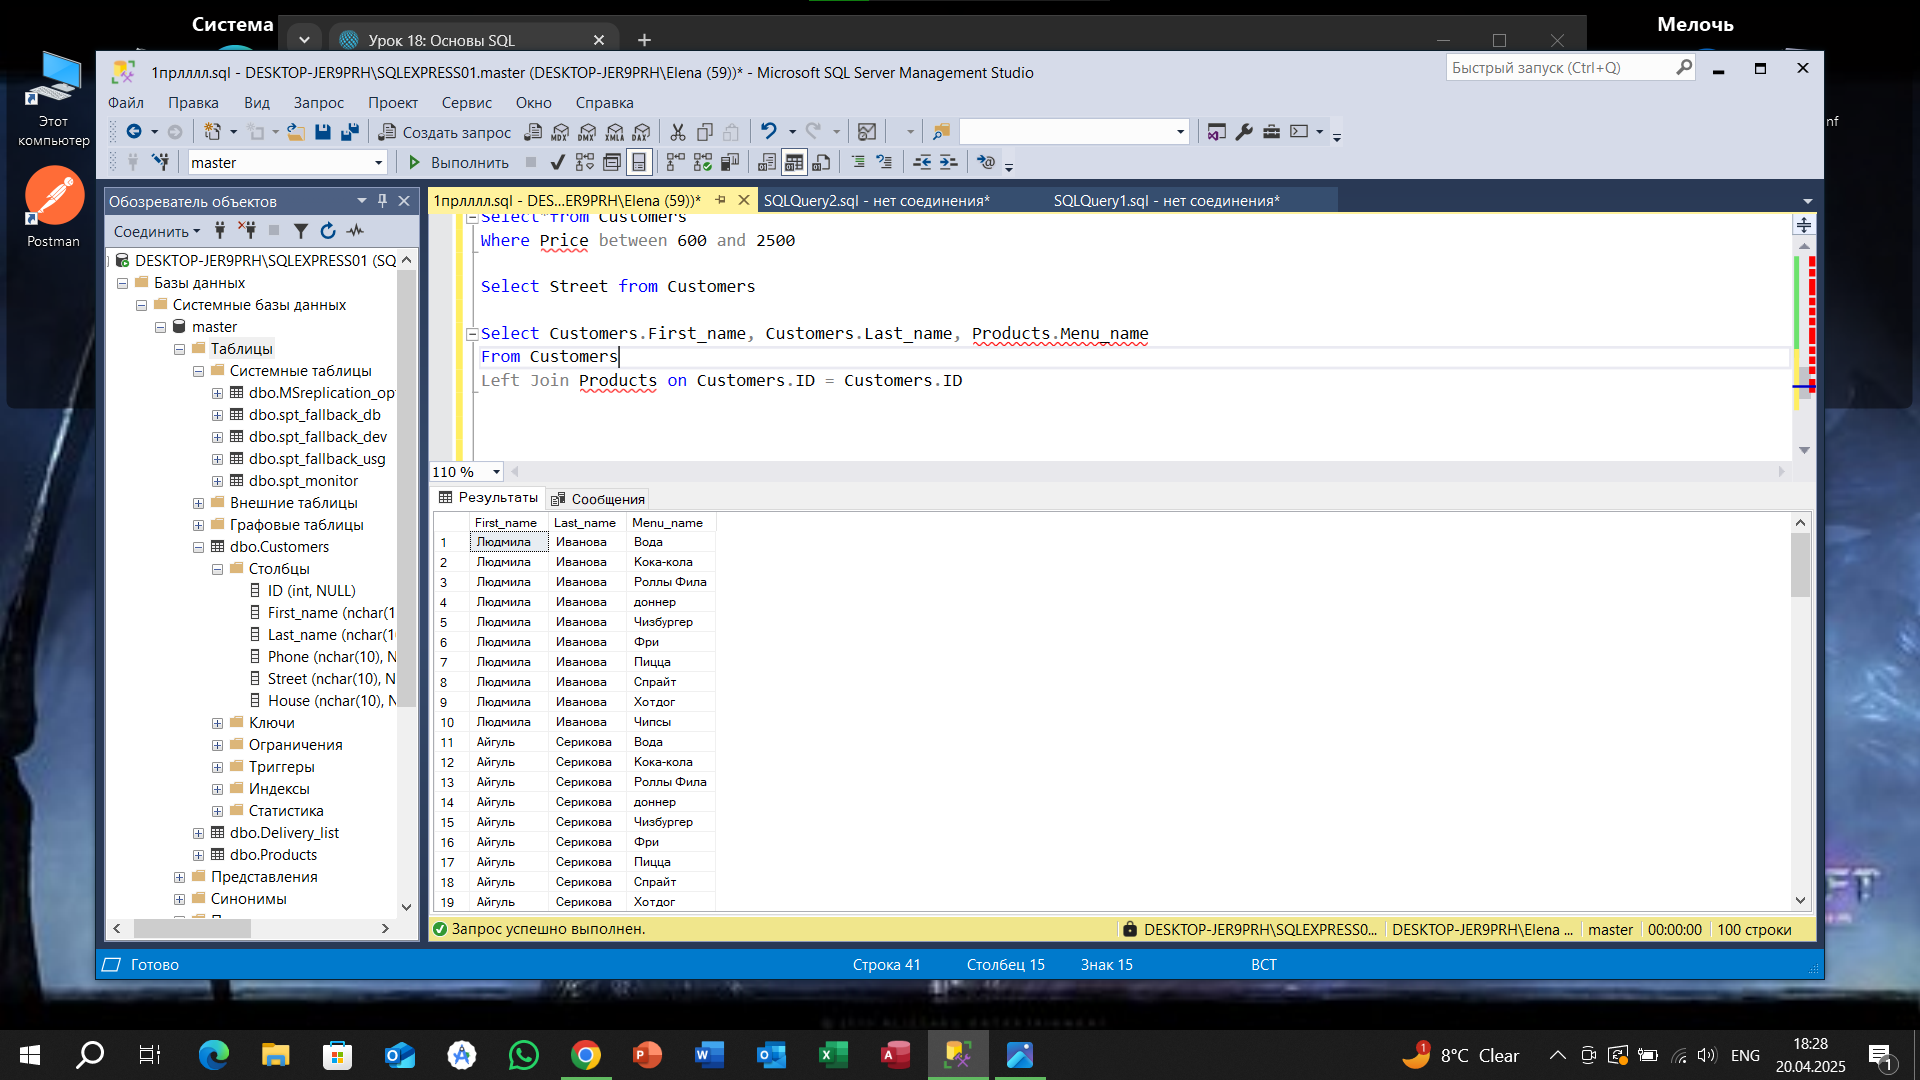 Система
Мелочь
Урок 18: Основы SQL
1прлллл.sql - DESKTOP-JER9PRH\SQLEXPRESS01.master (DESKTOP-JER9PRH\Elena (59))* - Microsoft SQL Server Management Studio
Быстрый запуск (Ctrl+Q)
Файл Правка Вид Запрос Проект Сервис Окно Справка
Создать запрос MDX DMX XMLA DAX
master
Выполнить
Этот
компьютер
Postman
nf
Обозреватель объектов
Соединить
DESKTOP-JER9PRH\SQLEXPRESS01 (SQ
Базы данных
Системные базы данных
master
Таблицы
Системные таблицы
dbo.MSreplication_op
dbo.spt_fallback_db
dbo.spt_fallback_dev
dbo.spt_fallback_usg
dbo.spt_monitor
Внешние таблицы
Графовые таблицы
dbo.Customers
Столбцы
ID (int, NULL)
First_name (nchar(1
Last_name (nchar(1
Phone (nchar(10), N
Street (nchar(10), N
House (nchar(10), N
Ключи
Ограничения
Триггеры
Индексы
Статистика
dbo.Delivery_list
dbo.Products
Представления
Синонимы
1прлллл.sql - DES...ER9PRH\Elena (59))*
SQLQuery2.sql - нет соединения*
SQLQuery1.sql - нет соединения*
Select*from Customers
Where Price between 600 and 2500
Select Street from Customers
Select Customers.First_name, Customers.Last_name, Products.Menu_name
From Customers
Left Join Products on Customers.ID = Customers.ID
110 %
Результаты Сообщения
First_name Last_name Menu_name
1 Людмила Иванова Вода
2 Людмила Иванова Кока-кола
3 Людмила Иванова Роллы Фила
4 Людмила Иванова доннер
5 Людмила Иванова Чизбургер
6 Людмила Иванова Фри
7 Людмила Иванова Пицца
8 Людмила Иванова Спрайт
9 Людмила Иванова Хотдог
10 Людмила Иванова Чипсы
11 Айгуль Серикова Вода
12 Айгуль Серикова Кока-кола
13 Айгуль Серикова Роллы Фила
14 Айгуль Серикова доннер
15 Айгуль Серикова Чизбургер
16 Айгуль Серикова Фри
17 Айгуль Серикова Пицца
18 Айгуль Серикова Спрайт
19 Айгуль Серикова Хотдог
Запрос успешно выполнен.
DESKTOP-JER9PRH\SQLEXPRESS0...
DESKTOP-JER9PRH\Elena ...
master
00:00:00
100 строки
Готово
Строка 41
Столбец 15
Знак 15
ВСТ
1
8°C Clear
ENG
18:28
20.04.2025
1